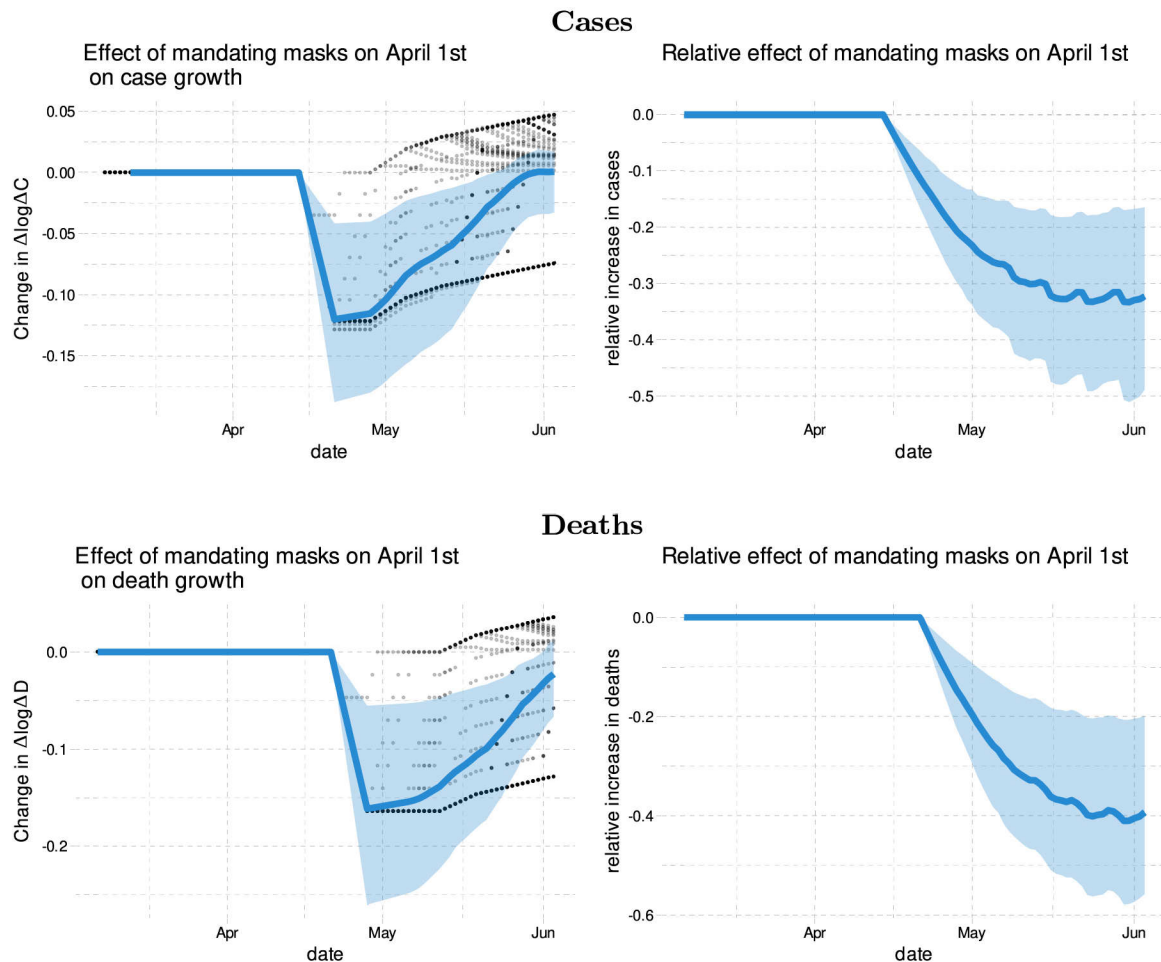 Cases
Effect of mandating masks on April 1st
on case growth
0.05
0.00
-0.05
-0.10
-0.15
Change in ΔlogΔC
Apr
May
Jun
date
Relative effect of mandating masks on April 1st
0.0
-0.1
-0.2
-0.3
-0.4
-0.5
relative increase in cases
Apr
May
Jun
date
Deaths
Effect of mandating masks on April 1st
on death growth
0.0
-0.1
-0.2
Change in ΔlogΔD
Apr
May
Jun
date
Relative effect of mandating masks on April 1st
0.0
-0.2
-0.4
-0.6
relative increase in deaths
Apr
May
Jun
date